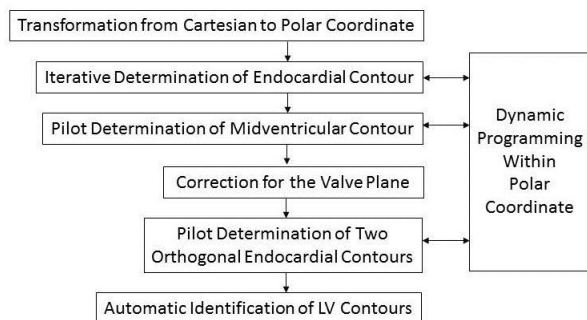 Transformation from Cartesian to Polar Coordinate
Iterative Determination of Endocardial Contour
Pilot Determination of Midventricular Contour
Correction for the Valve Plane
Pilot Determination of Two
Orthogonal Endocardial Contours
Automatic Identification of LV Contours
Dynamic
Programming
Within
Polar
Coordinate